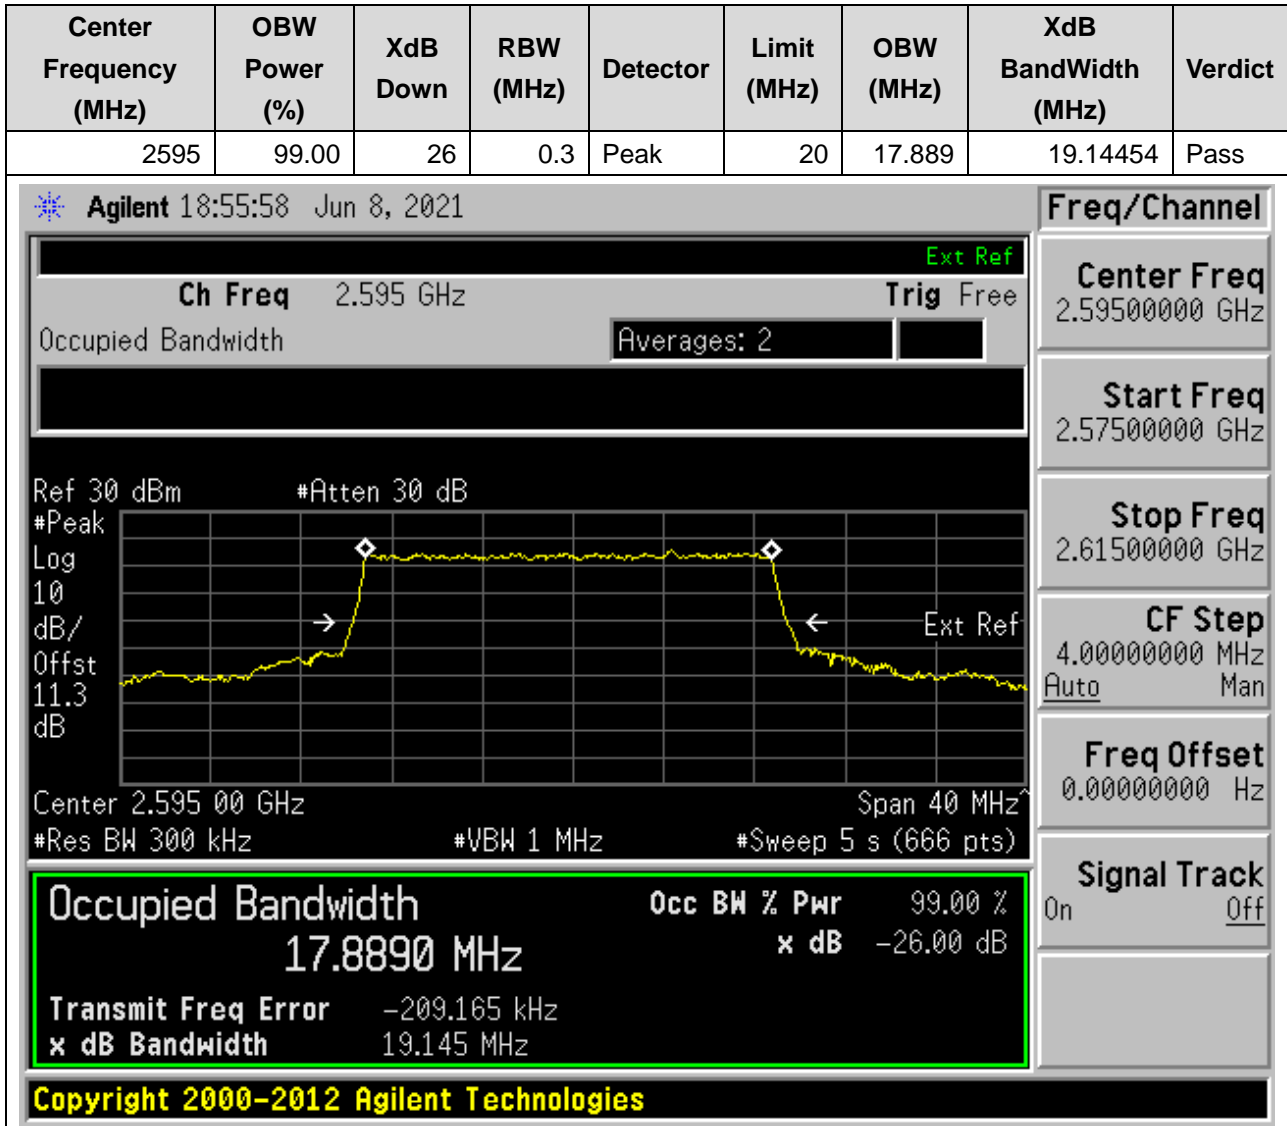 Center Frequency (MHz) OBW Power (%) XdB Down RBW (MHz) Detector Limit (MHz) OBW (MHz) XdB BandWidth (MHz) Verdict
2595 99.00 26 0.3 Peak 20 17.889 19.14454 Pass
Agilent 18:55:58 Jun 8, 2021
Freq/Channel
Ext Ref
Ch Freq 2.595 GHz Trig Free
Occupied Bandwidth Averages: 2
Center Freq
2.59500000 GHz
Start Freq
2.57500000 GHz
Stop Freq
2.61500000 GHz
CF Step
4.00000000 MHz
Auto Man
Freq Offset
0.00000000 Hz
Signal Track
On Off
Ref 30 dBm #Atten 30 dB
#Peak
Log
10
dB/
Offst
11.3
dB
Ext Ref
Center 2.595 00 GHz Span 40 MHz^
#Res BW 300 kHz #VBW 1 MHz #Sweep 5 s (666 pts)
Occupied Bandwidth Occ BW % Pwr 99.00 %
17.8890 MHz x dB -26.00 dB
Transmit Freq Error -209.165 kHz
x dB Bandwidth 19.145 MHz
Copyright 2000-2012 Agilent Technologies